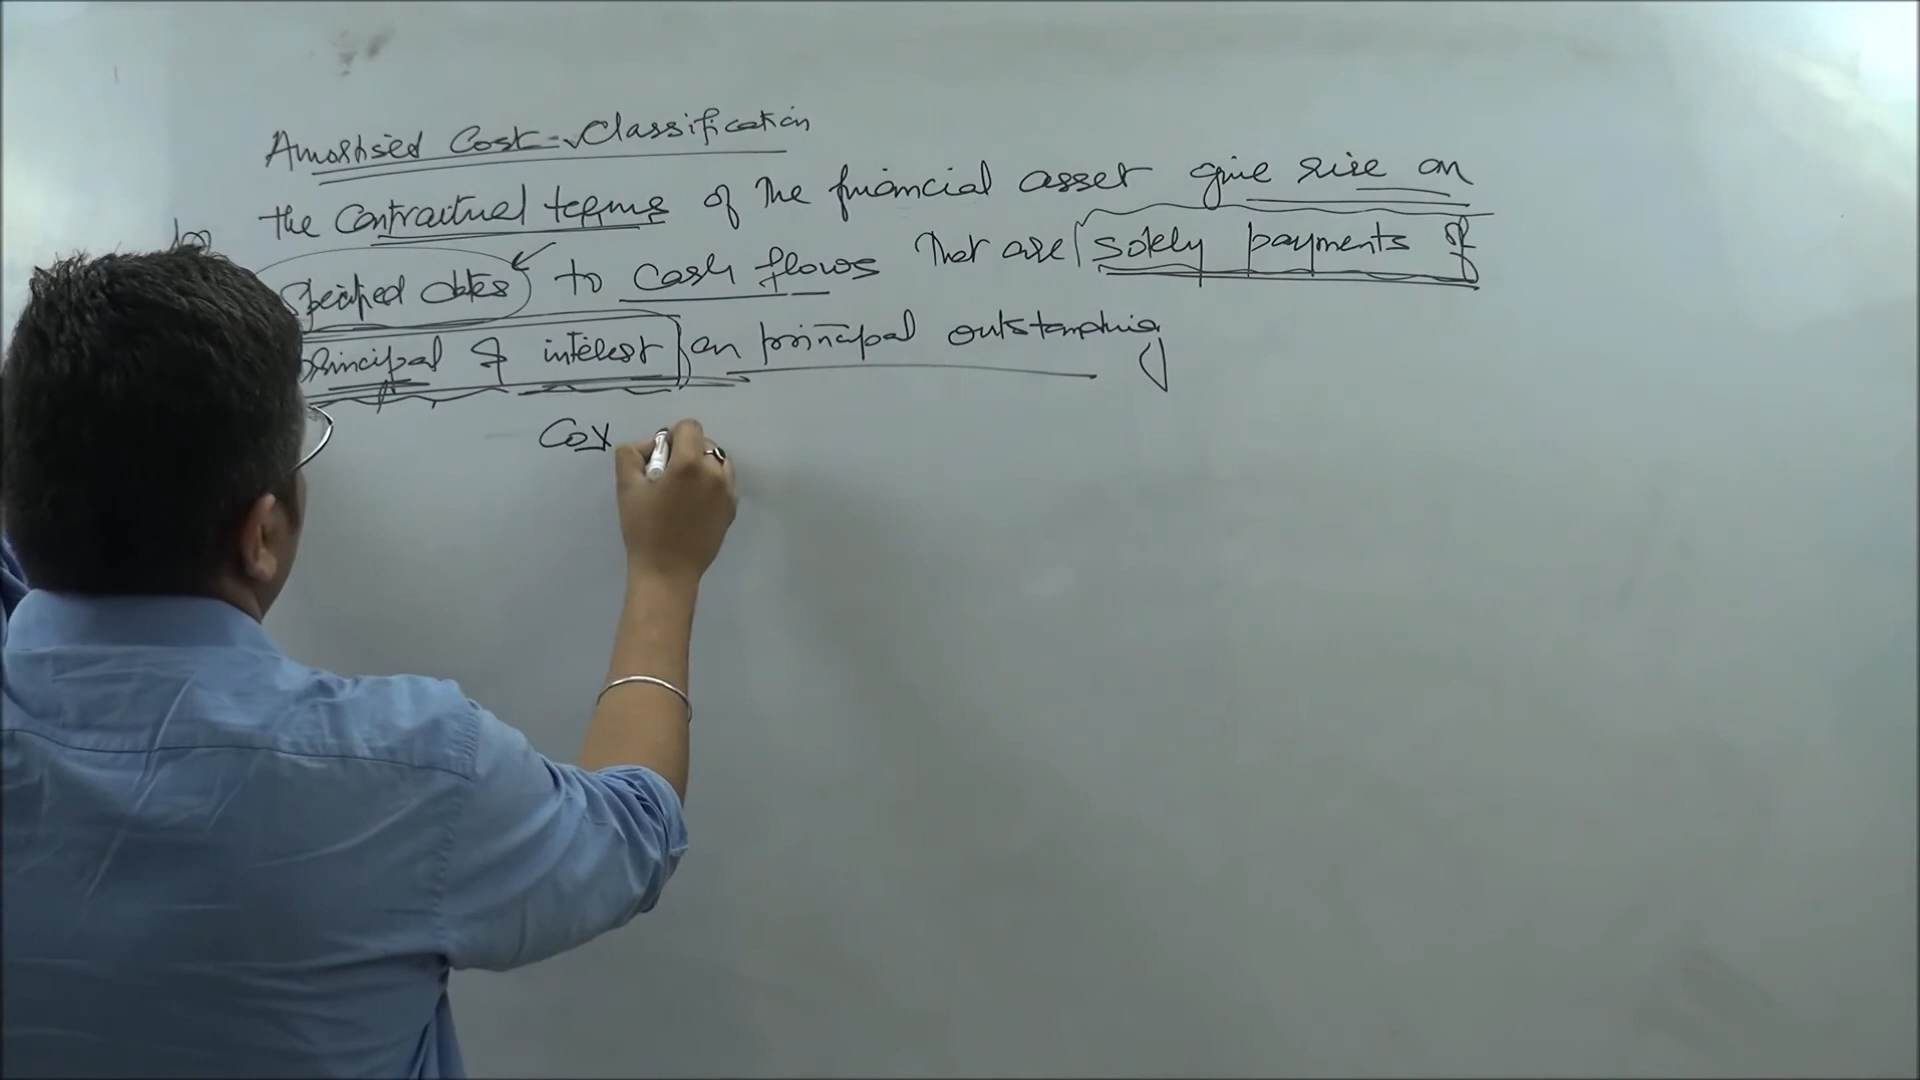 Amortised Cost - Classification
the Contractual terms of the financial asset give rise on
specified dates to cash flows that are solely payments of
principal & interest on principal outstanding